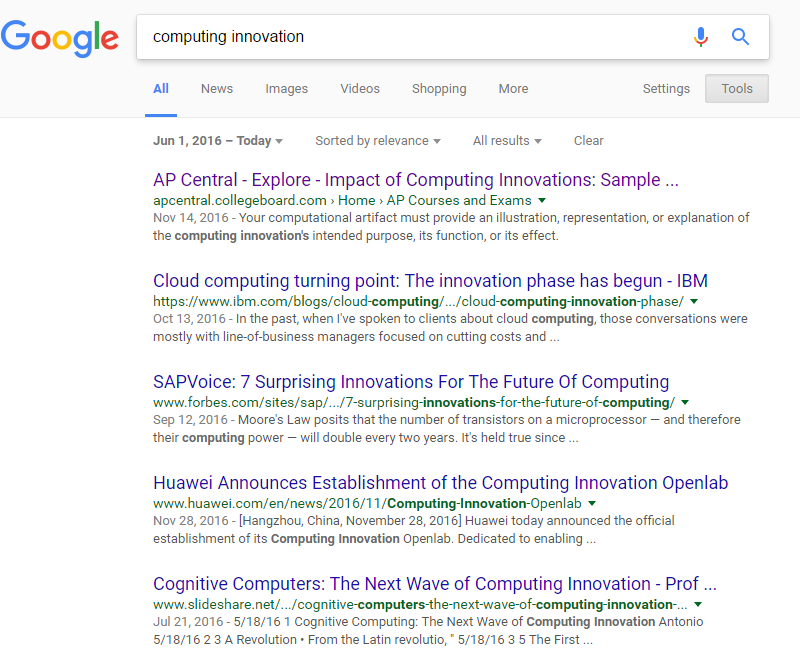 Google
computing innovation
All News Images Videos Shopping More Settings Tools
Jun 1, 2016 – Today Sorted by relevance All results Clear
AP Central - Explore - Impact of Computing Innovations: Sample ...
apcentral.collegeboard.com › Home › AP Courses and Exams
Nov 14, 2016 - Your computational artifact must provide an illustration, representation, or explanation of
the computing innovation's intended purpose, its function, or its effect.
Cloud computing turning point: The innovation phase has begun - IBM
https://www.ibm.com/blogs/cloud-computing/.../cloud-computing-innovation-phase/
Oct 13, 2016 - In the past, when I've spoken to clients about cloud computing, those conversations were
mostly with line-of-business managers focused on cutting costs and ...
SAPVoice: 7 Surprising Innovations For The Future Of Computing
www.forbes.com/sites/sap/.../7-surprising-innovations-for-the-future-of-computing/
Sep 12, 2016 - Moore's Law posits that the number of transistors on a microprocessor — and therefore
their computing power — will double every two years. It's held true since ...
Huawei Announces Establishment of the Computing Innovation Openlab
www.huawei.com/en/news/2016/11/Computing-Innovation-Openlab
Nov 28, 2016 - [Hangzhou, China, November 28, 2016] Huawei today announced the official
establishment of its Computing Innovation Openlab. Dedicated to enabling ...
Cognitive Computers: The Next Wave of Computing Innovation - Prof ...
www.slideshare.net/.../cognitive-computers-the-next-wave-of-computing-innovation-...
Jul 21, 2016 - 5/18/16 1 Cognitive Computing: The Next Wave of Computing Innovation Antonio
5/18/16 2 3 A Revolution • From the Latin revolutio, " 5/18/16 3 5 The First ...